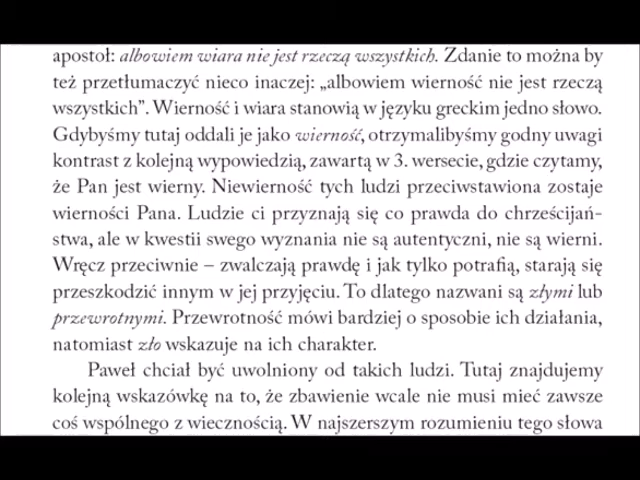 apostoł: albowiem wiara nie jest rzeczą wszystkich. Zdanie to można by
też przetłumaczyć nieco inaczej: „albowiem wierność nie jest rzeczą
wszystkich”. Wierność i wiara stanowią w języku greckim jedno słowo.
Gdybyśmy tutaj oddali je jako wierność, otrzymalibyśmy godny uwagi
kontrast z kolejną wypowiedzią, zawartą w 3. wersecie, gdzie czytamy,
że Pan jest wierny. Niewierność tych ludzi przeciwstawiona zostaje
wierności Pana. Ludzie ci przyznają się co prawda do chrześcijań-
stwa, ale w kwestii swego wyznania nie są autentyczni, nie są wierni.
Wręcz przeciwnie – zwalczają prawdę i jak tylko potrafią, starają się
przeszkodzić innym w jej przyjęciu. To dlatego nazwani są złymi lub
przewrotnymi. Przewrotność mówi bardziej o sposobie ich działania,
natomiast zło wskazuje na ich charakter.
Paweł chciał być uwolniony od takich ludzi. Tutaj znajdujemy
kolejną wskazówkę na to, że zbawienie wcale nie musi mieć zawsze
coś wspólnego z wiecznością. W najszerszym rozumieniu tego słowa